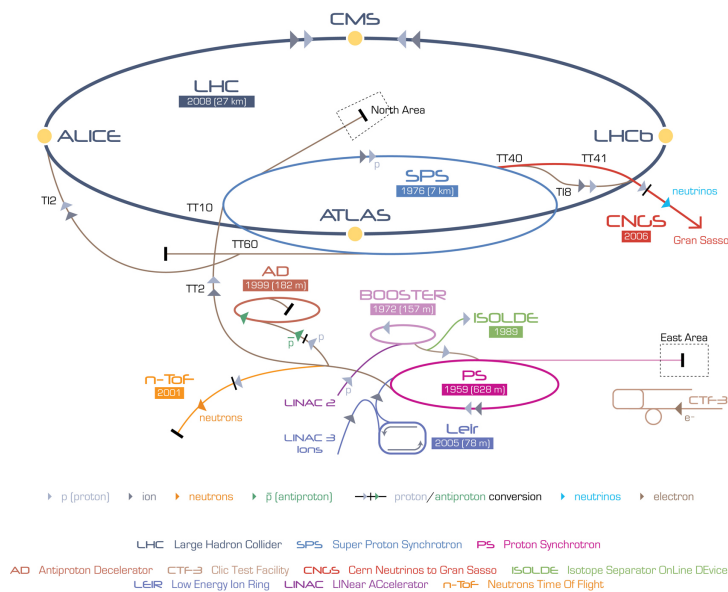 CMS
LHC
2008 (27 km)
North Area
ALICE
LHCb
TT40
TT41
p
SPS
1976 (7 km)
TI8
neutrinos
TI2
TT10
ATLAS
CNGS
2006
Gran Sasso
TT60
AD
1999 (182 m)
TT2
BOOSTER
1972 (157 m)
ISOLDE
1989
p
p̅
East Area
n-ToF
2001
PS
1959 (628 m)
p
LINAC 2
neutrons
CTF-3
e-
LINAC 3
Ions
Leir
2005 (78 m)
p (proton) ion neutrons p̅ (antiproton) proton/antiproton conversion neutrinos electron
LHC Large Hadron Collider SPS Super Proton Synchrotron PS Proton Synchrotron
AD Antiproton Decelerator CTF-3 Clic Test Facility CNGS Cern Neutrinos to Gran Sasso ISOLDE Isotope Separator OnLine DEvice
LEIR Low Energy Ion Ring LINAC LINear ACcelerator n-ToF Neutrons Time Of Flight